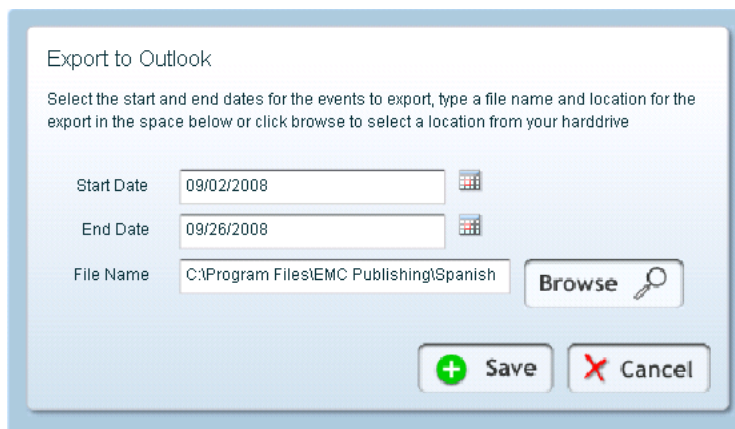 Export to Outlook
Select the start and end dates for the events to export, type a file name and location for the
export in the space below or click browse to select a location from your harddrive
Start Date 09/02/2008
End Date 09/26/2008
File Name C:\Program Files\EMC Publishing\Spanish Browse
Save Cancel